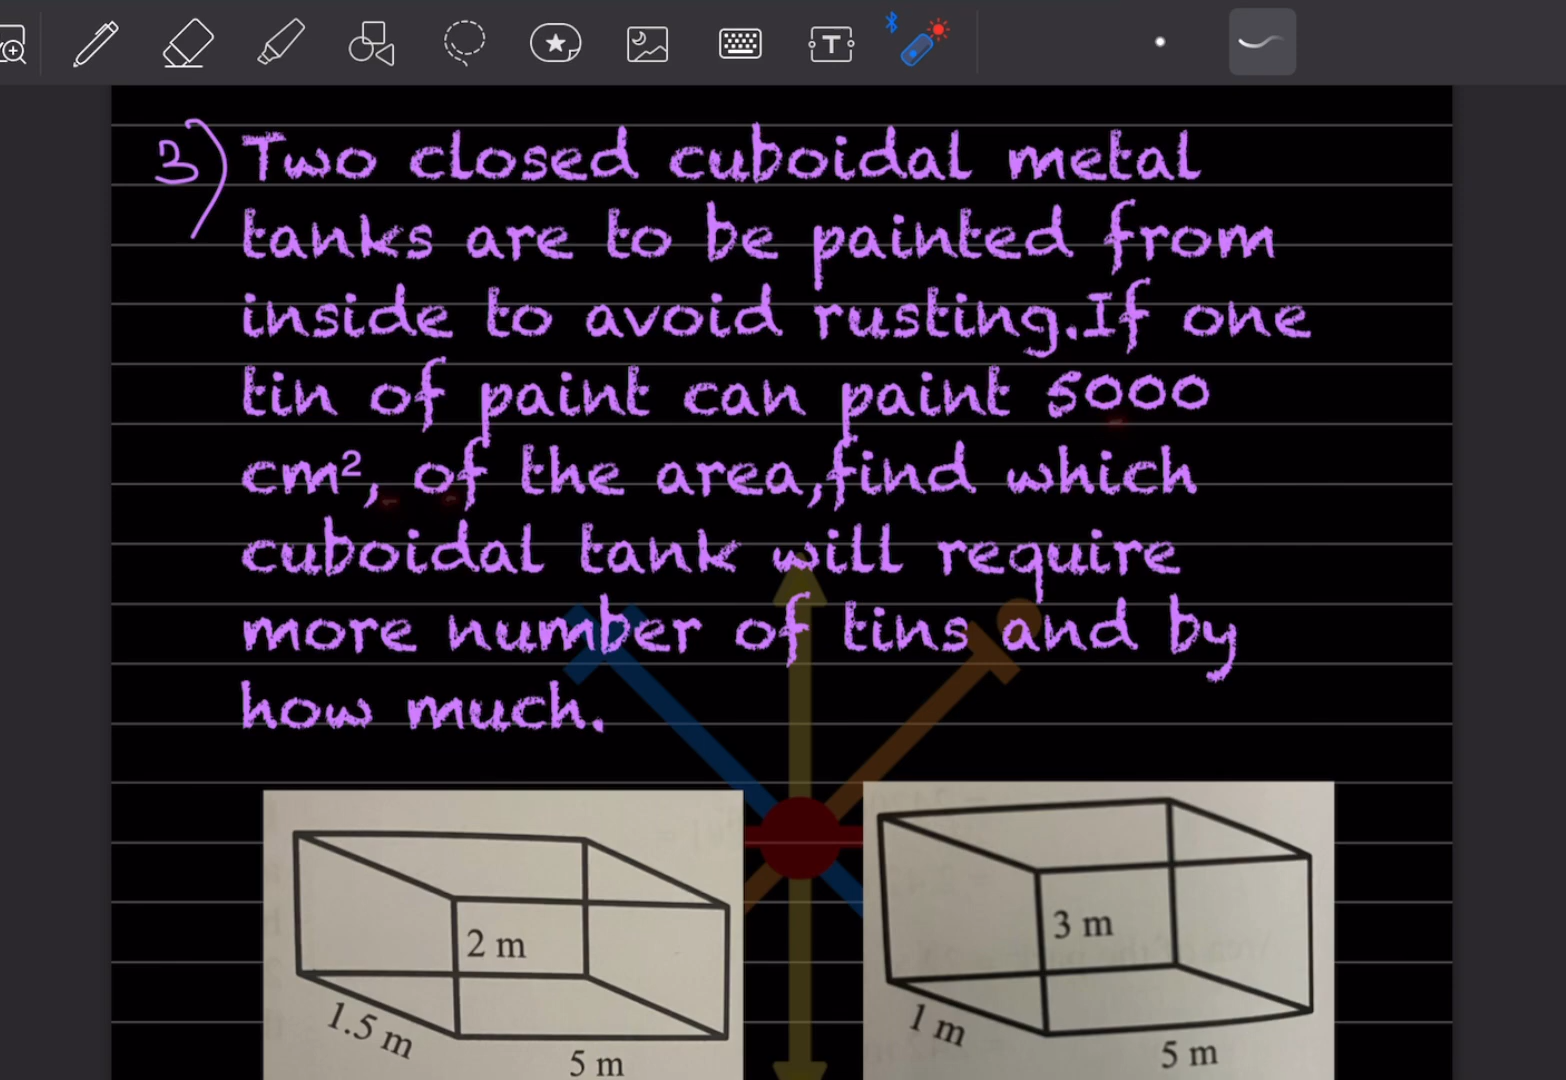 3) Two closed cuboidal metal
tanks are to be painted from
inside to avoid rusting.If one
tin of paint can paint 5000
cm², of the area,find which
cuboidal tank will require
more number of tins and by
how much.
2 m
1.5 m
5 m
3 m
1 m
5 m